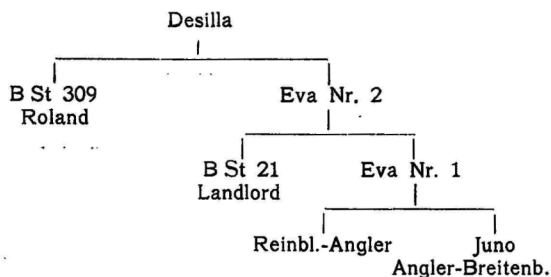 Desilla
B St 309 Eva Nr. 2
Roland
B St 21 Eva Nr. 1
Landlord
Reinbl.-Angler Juno
Angler-Breitenb.